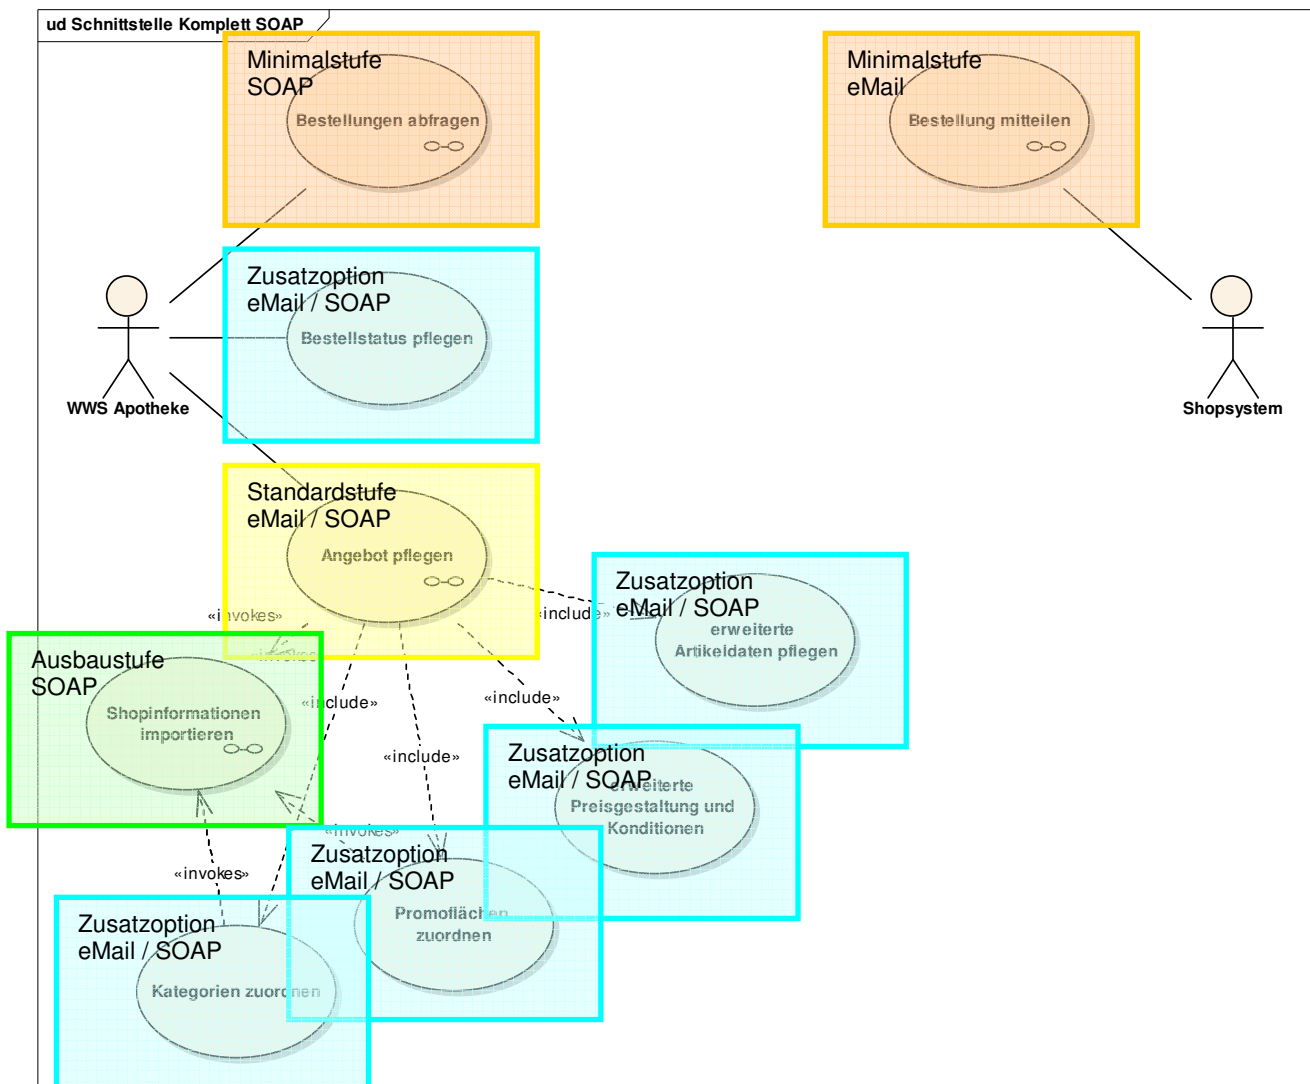 ud Schnittstelle Komplett SOAP
Minimalstufe
SOAP
Bestellungen abfragen
Minimalstufe
eMail
Bestellung mitteilen
Zusatzoption
eMail / SOAP
Bestellstatus pflegen
WWS Apotheke
Shopsystem
Standardstufe
eMail / SOAP
Angebot pflegen
«invokes»
«invokes»
«include»
Zusatzoption
eMail / SOAP
erweiterte
Artikeldaten pflegen
Ausbaustufe
SOAP
Shopinformationen
importieren
«include»
«include»
«include»
Zusatzoption
eMail / SOAP
erweiterte
Preisgestaltung und
Konditionen
«invokes»
Zusatzoption
eMail / SOAP
Promoflächen
zuordnen
«invokes»
Zusatzoption
eMail / SOAP
Kategorien zuordnen